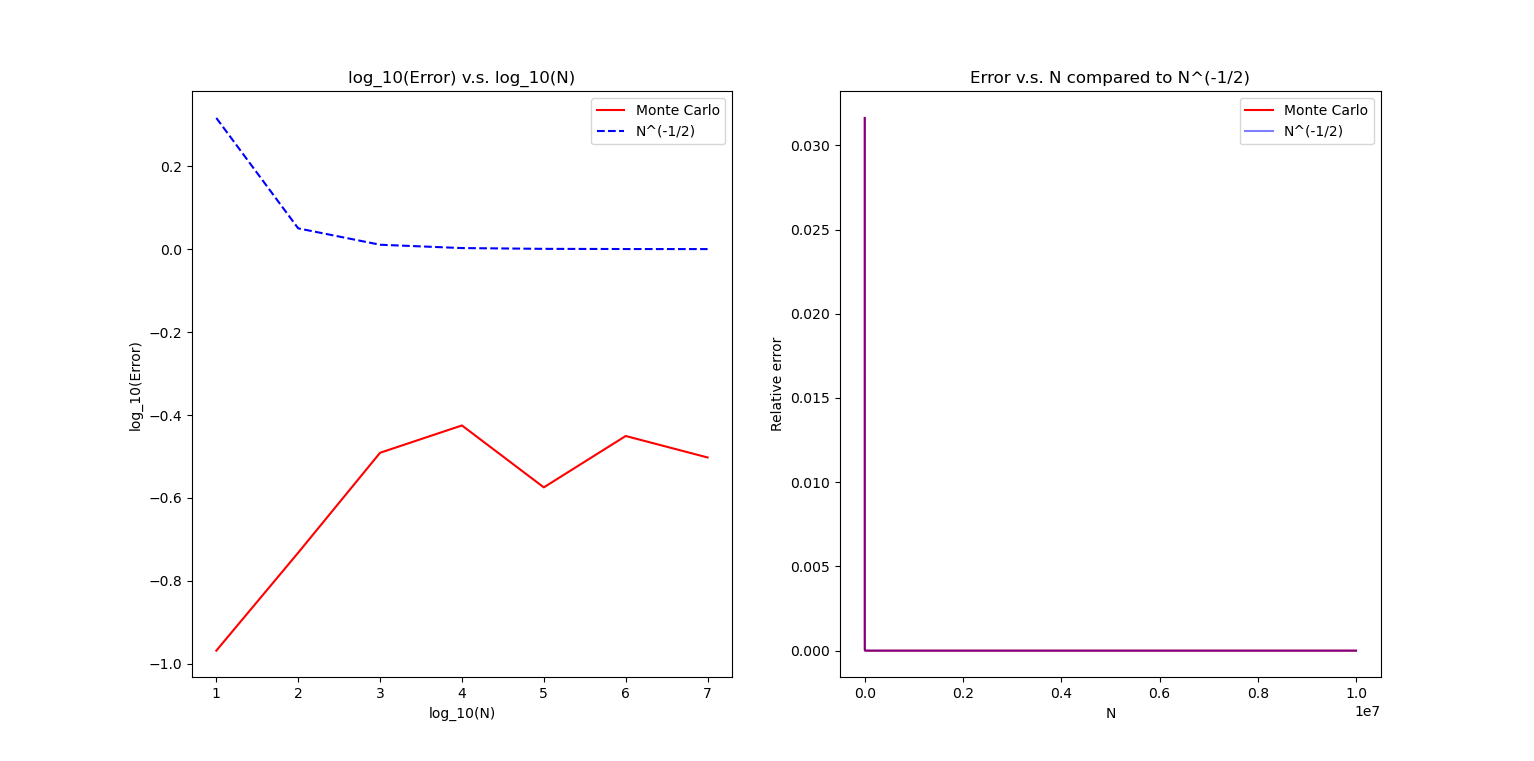 log_10(Error) v.s. log_10(N)
Monte Carlo
N^(-1/2)
0.2
0.0
−0.2
−0.4
−0.6
−0.8
−1.0
log_10(Error)
1 2 3 4 5 6 7
log_10(N)
Error v.s. N compared to N^(-1/2)
Monte Carlo
N^(-1/2)
0.030
0.025
0.020
0.015
0.010
0.005
0.000
Relative error
0.0 0.2 0.4 0.6 0.8 1.0
1e7
N